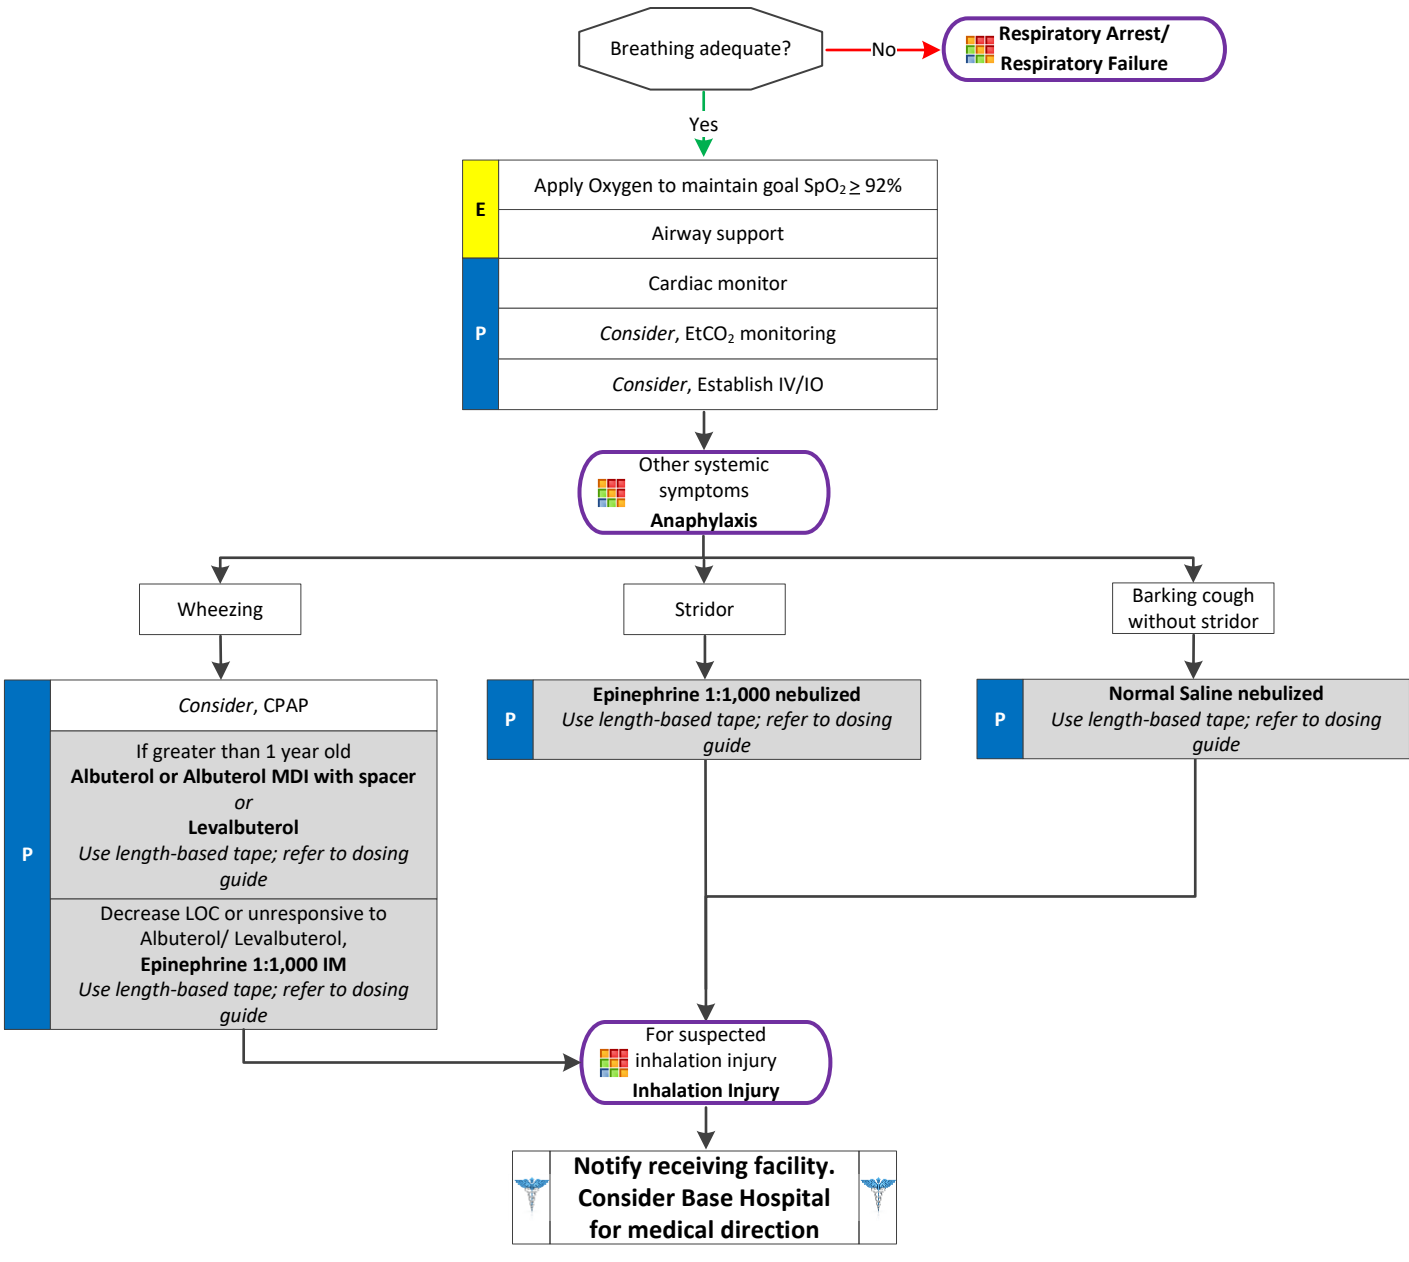 Breathing adequate?
No
Respiratory Arrest/
Respiratory Failure
Yes
E
Apply Oxygen to maintain goal SpO₂ ≥ 92%
Airway support
P
Cardiac monitor
Consider, EtCO₂ monitoring
Consider, Establish IV/IO
Other systemic
symptoms
Anaphylaxis
Wheezing
Stridor
Barking cough
without stridor
P
Consider, CPAP
If greater than 1 year old
Albuterol or Albuterol MDI with spacer
or
Levalbuterol
Use length-based tape; refer to dosing
guide
Decrease LOC or unresponsive to
Albuterol/ Levalbuterol,
Epinephrine 1:1,000 IM
Use length-based tape; refer to dosing
guide
P
Epinephrine 1:1,000 nebulized
Use length-based tape; refer to dosing
guide
P
Normal Saline nebulized
Use length-based tape; refer to dosing
guide
For suspected
inhalation injury
Inhalation Injury
Notify receiving facility.
Consider Base Hospital
for medical direction